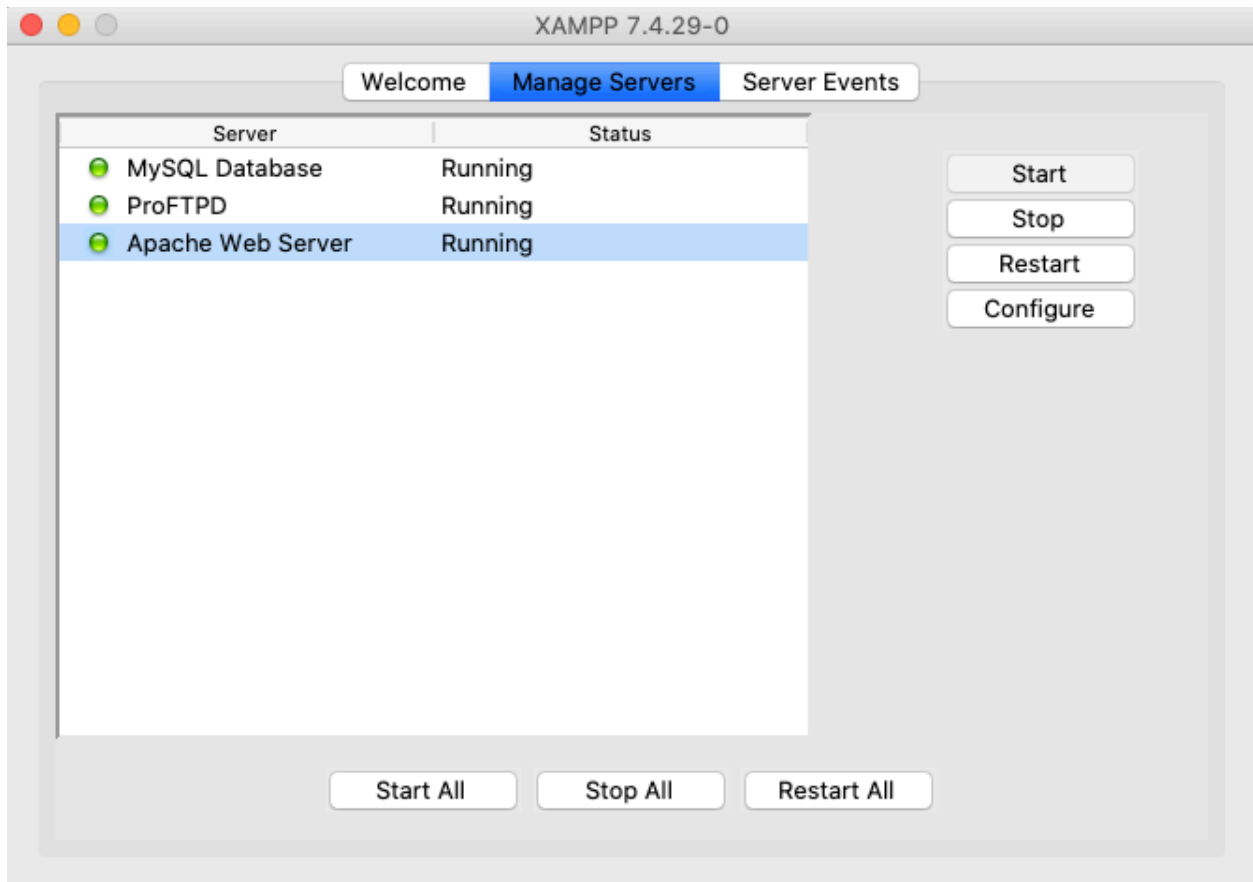 XAMPP 7.4.29-0
Welcome Manage Servers Server Events
Server Status
MySQL Database Running
ProFTPD Running
Apache Web Server Running
Start
Stop
Restart
Configure
Start All Stop All Restart All